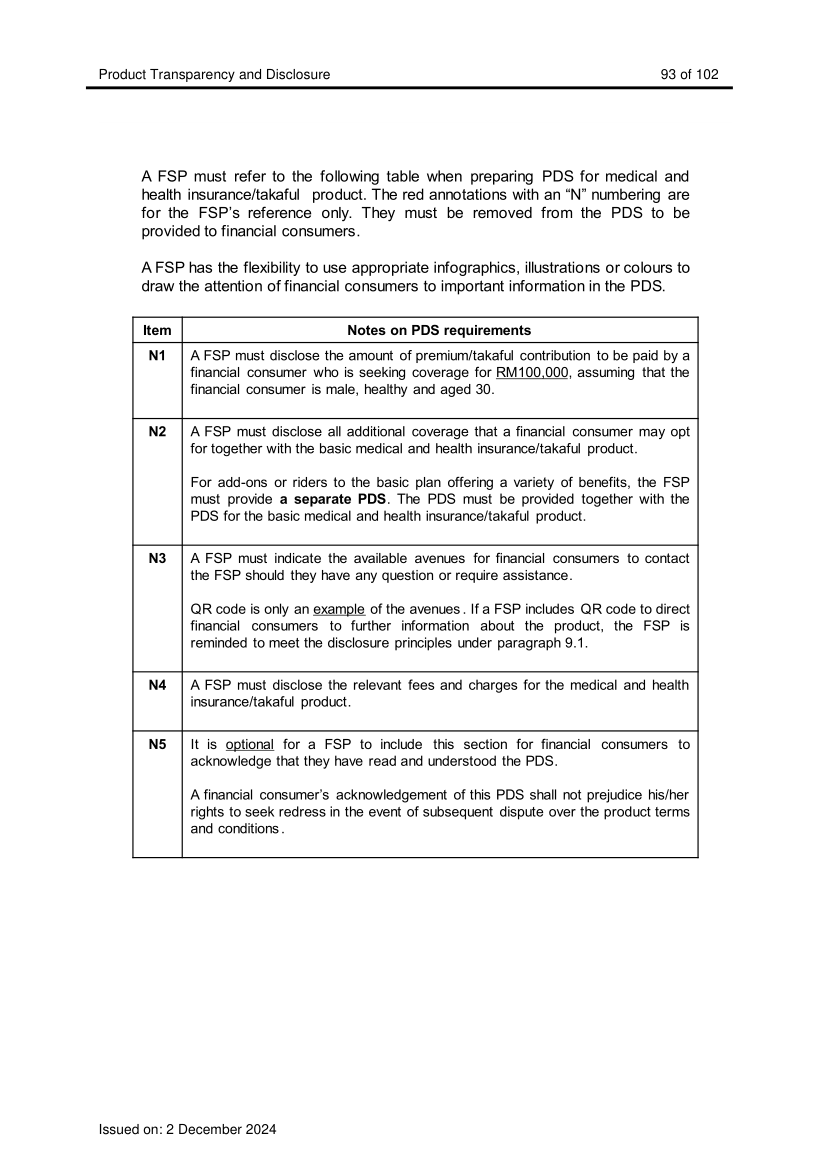 Product Transparency and Disclosure 93 of 102
A FSP must refer to the following table when preparing PDS for medical and
health insurance/takaful product. The red annotations with an “N” numbering are
for the FSP’s reference only. They must be removed from the PDS to be
provided to financial consumers.
A FSP has the flexibility to use appropriate infographics, illustrations or colours to
draw the attention of financial consumers to important information in the PDS.
Item Notes on PDS requirements
N1 A FSP must disclose the amount of premium/takaful contribution to be paid by a
financial consumer who is seeking coverage for RM100,000, assuming that the
financial consumer is male, healthy and aged 30.
N2 A FSP must disclose all additional coverage that a financial consumer may opt
for together with the basic medical and health insurance/takaful product.
For add-ons or riders to the basic plan offering a variety of benefits, the FSP
must provide a separate PDS. The PDS must be provided together with the
PDS for the basic medical and health insurance/takaful product.
N3 A FSP must indicate the available avenues for financial consumers to contact
the FSP should they have any question or require assistance.
QR code is only an example of the avenues. If a FSP includes QR code to direct
financial consumers to further information about the product, the FSP is
reminded to meet the disclosure principles under paragraph 9.1.
N4 A FSP must disclose the relevant fees and charges for the medical and health
insurance/takaful product.
N5 It is optional for a FSP to include this section for financial consumers to
acknowledge that they have read and understood the PDS.
A financial consumer’s acknowledgement of this PDS shall not prejudice his/her
rights to seek redress in the event of subsequent dispute over the product terms
and conditions.
Issued on: 2 December 2024